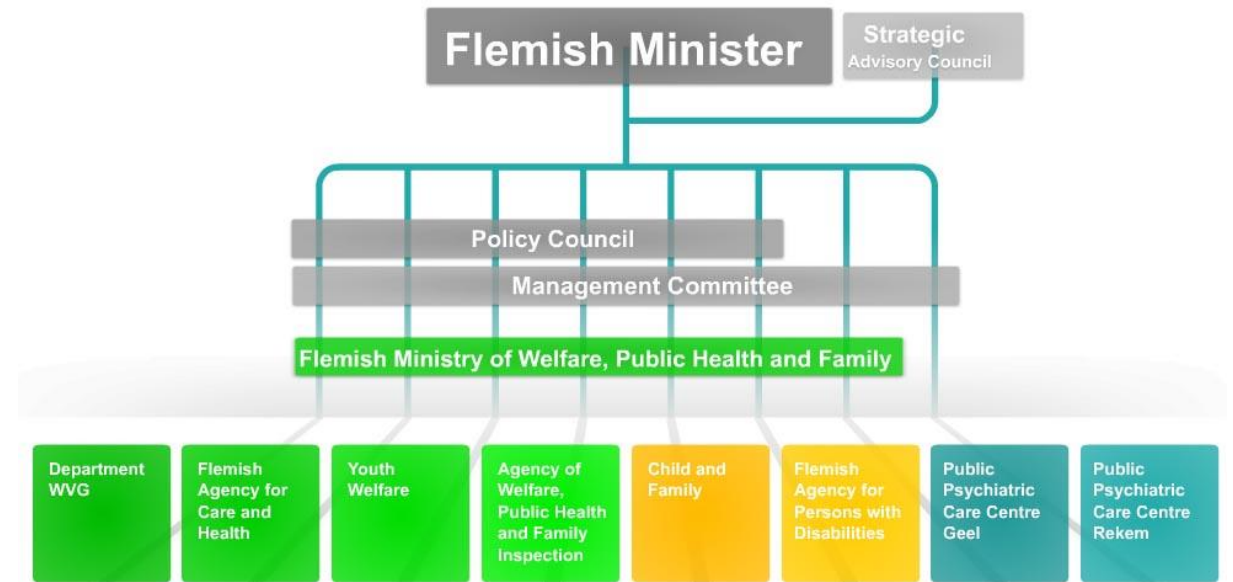 Flemish Minister
Strategic
Advisory Council
Policy Council
Management Committee
Flemish Ministry of Welfare, Public Health and Family
Department
WVG
Flemish
Agency for
Care and
Health
Youth
Welfare
Agency of
Welfare,
Public Health
and Family
Inspection
Child and
Family
Flemish
Agency for
Persons with
Disabilities
Public
Psychiatric
Care Centre
Geel
Public
Psychiatric
Care Centre
Rekem